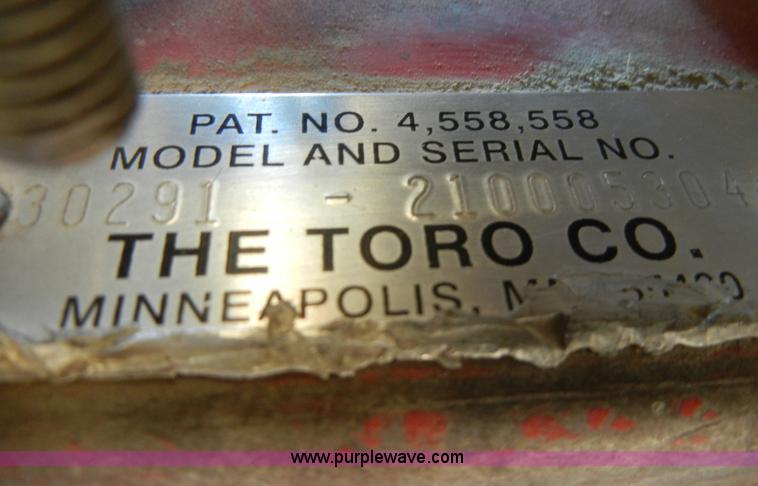 PAT. NO. 4,558,558
MODEL AND SERIAL NO.
30291 - 210005304
THE TORO CO.
MINNEAPOLIS,
www.purplewave.com